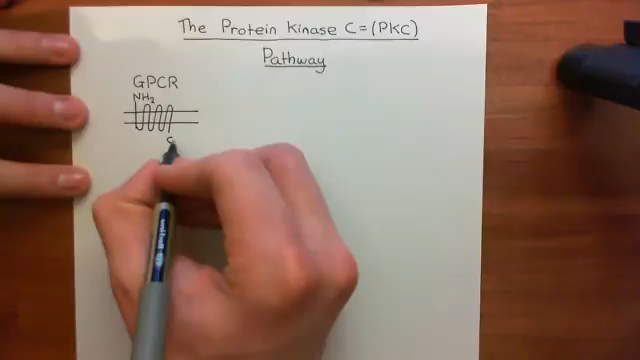 The Protein Kinase C=(PKC)
Pathway
GPCR
NH₂